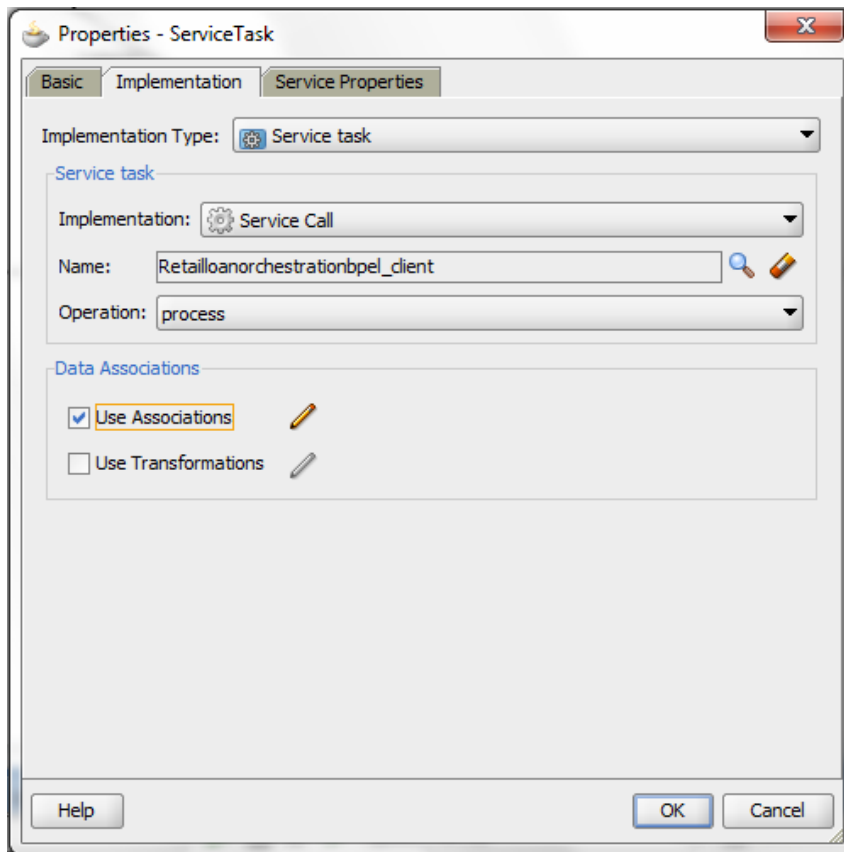 Properties - ServiceTask
Basic Implementation Service Properties
Implementation Type: Service task
Service task
Implementation: Service Call
Name: Retailloanorchestrationbpel_client
Operation: process
Data Associations
Use Associations
Use Transformations
Help OK Cancel